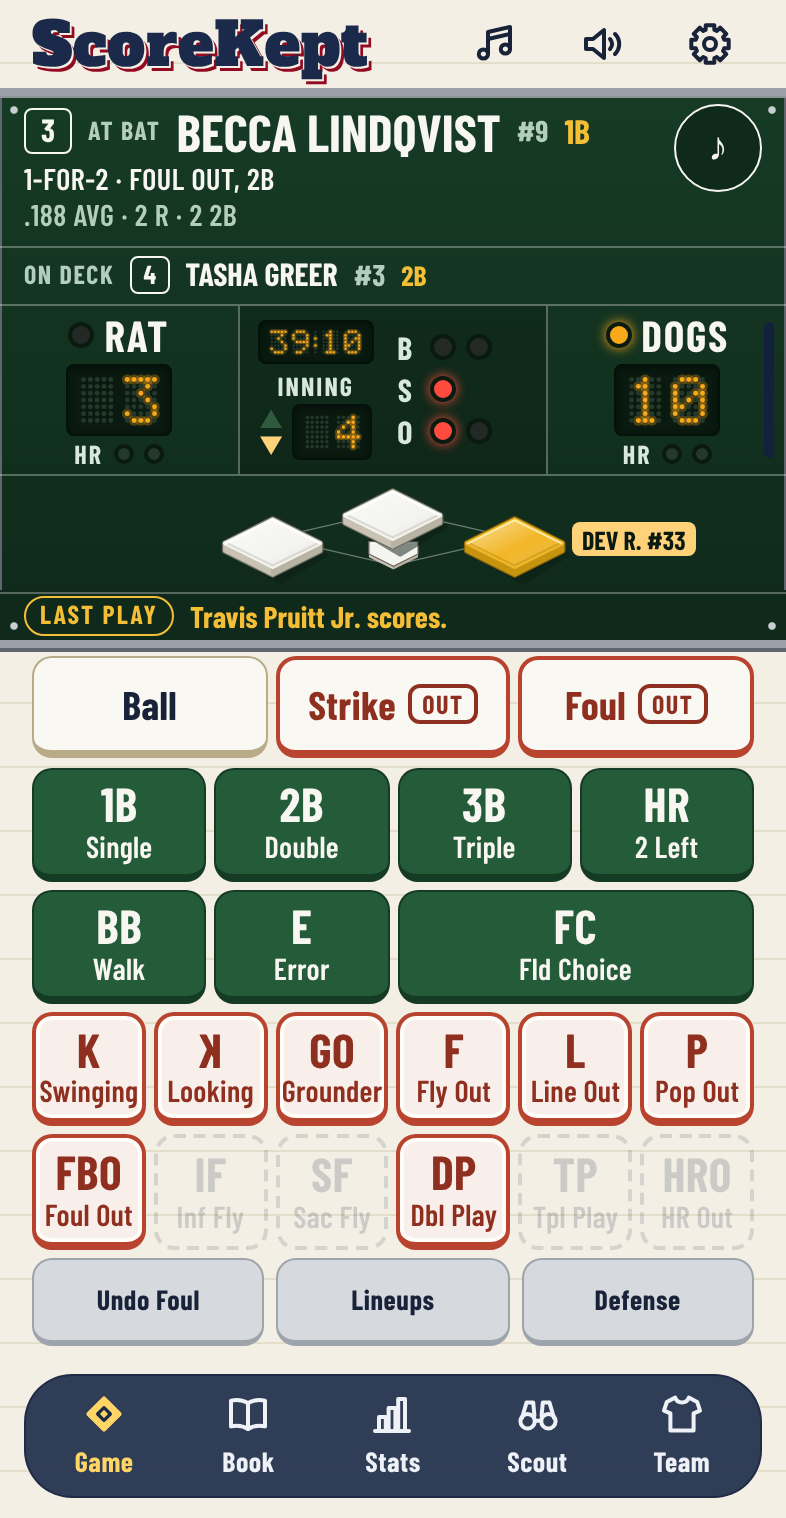 ScoreKept
3 AT BAT BECCA LINDQVIST #9 1B
♪
1-FOR-2 · FOUL OUT, 2B
.188 AVG · 2 R · 2 2B
ON DECK 4 TASHA GREER #3 2B
RAT
3
HR
39:10
INNING
4
B
S
O
DOGS
10
HR
DEV R. #33
LAST PLAY Travis Pruitt Jr. scores.
Ball
Strike OUT
Foul OUT
1B
Single
2B
Double
3B
Triple
HR
2 Left
BB
Walk
E
Error
FC
Fld Choice
K
Swinging
ꓘ
Looking
GO
Grounder
F
Fly Out
L
Line Out
P
Pop Out
FBO
Foul Out
IF
Inf Fly
SF
Sac Fly
DP
Dbl Play
TP
Tpl Play
HRO
HR Out
Undo Foul
Lineups
Defense
Game
Book
Stats
Scout
Team